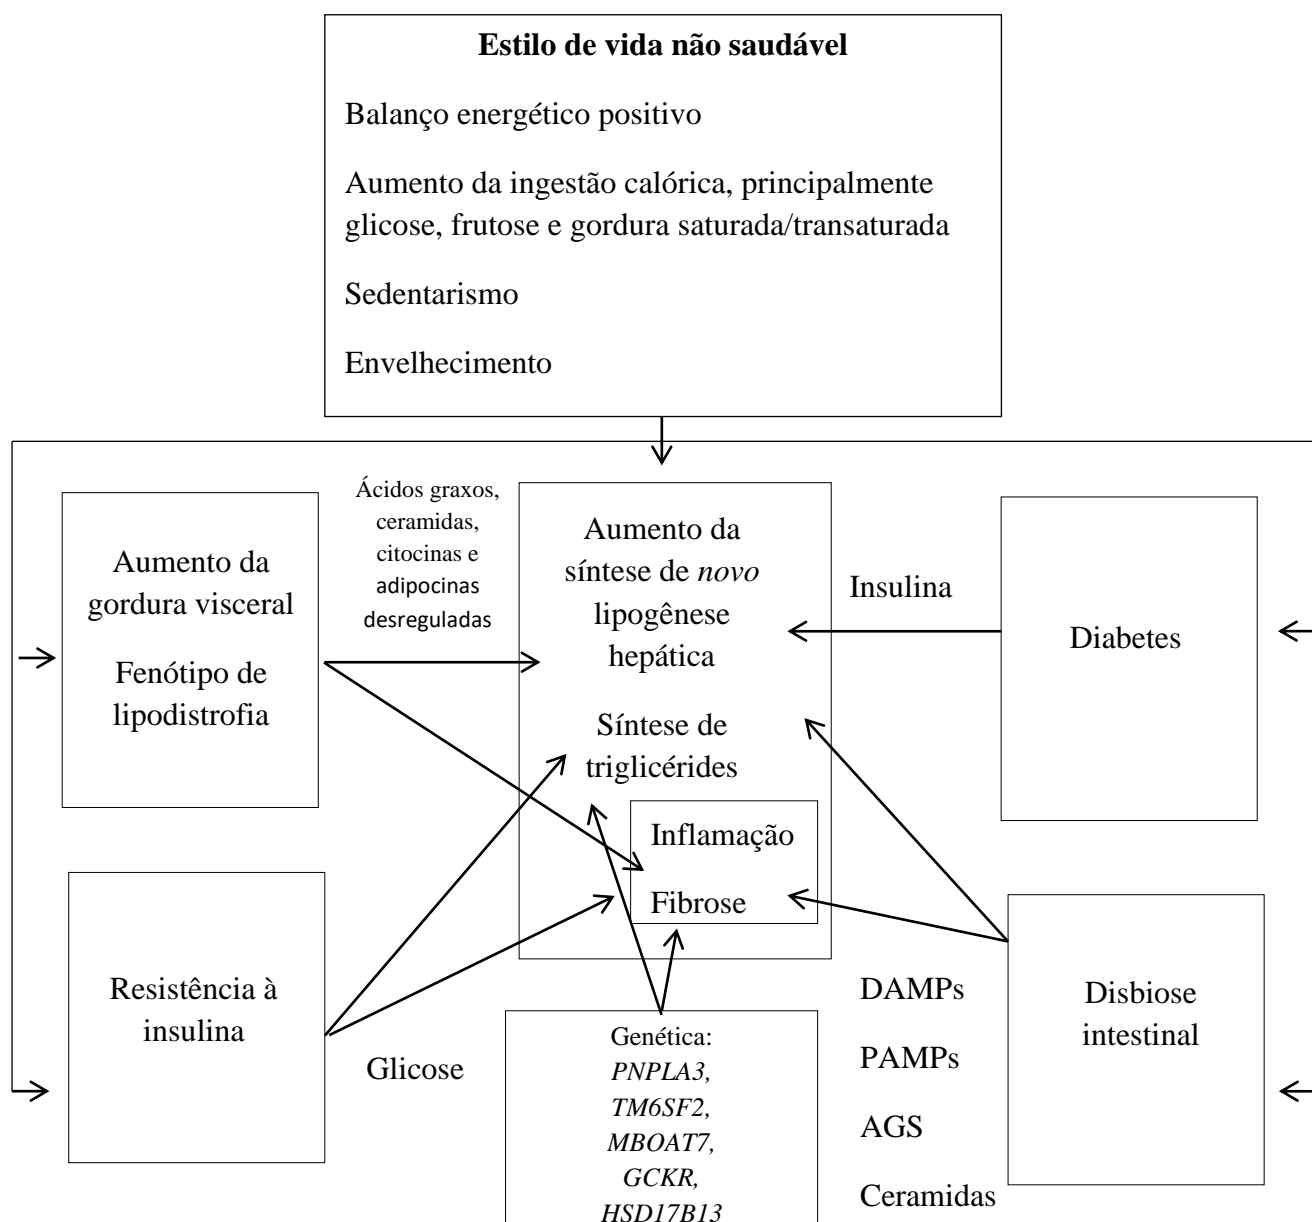 Estilo de vida não saudável
Balanço energético positivo
Aumento da ingestão calórica, principalmente
glicose, frutose e gordura saturada/transaturada
Sedentarismo
Envelhecimento
Aumento da
gordura visceral
Fenótipo de
lipodistrofia
Ácidos graxos,
ceramidas,
citocinas e
adipocinas
desreguladas
Aumento da
síntese de novo
lipogênese
hepática
Síntese de
triglicérides
Inflamação
Fibrose
Insulina
Diabetes
Resistência à
insulina
Glicose
Genética:
PNPLA3,
TM6SF2,
MBOAT7,
GCKR,
HSD17B13
DAMPs
PAMPs
AGS
Ceramidas
Disbiose
intestinal